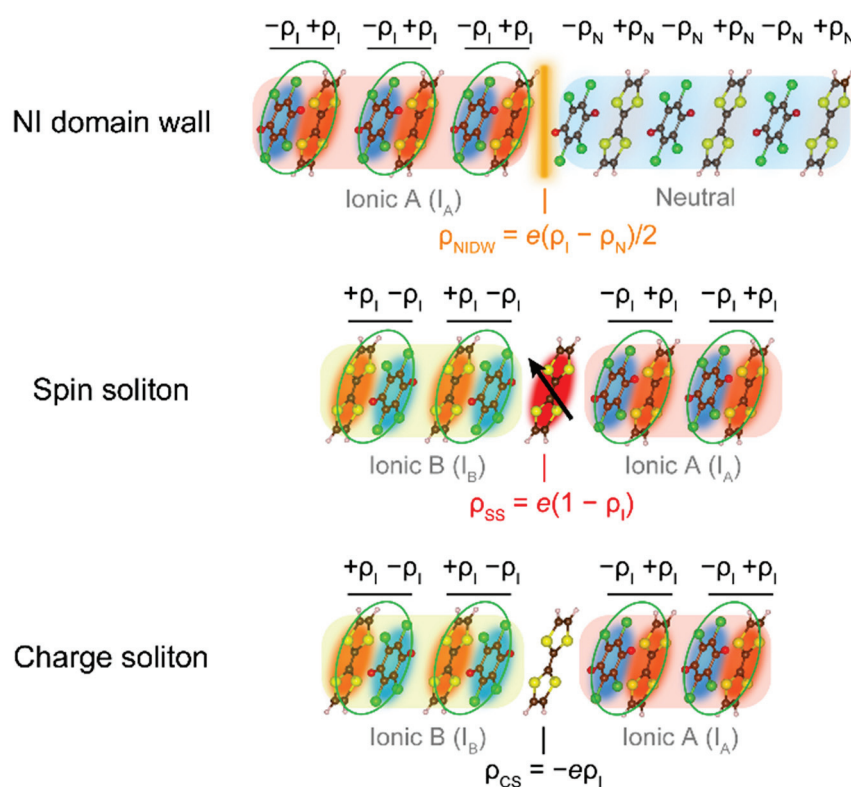 −ρI +ρI −ρI +ρI −ρI +ρI −ρN +ρN −ρN +ρN −ρN +ρN
NI domain wall
Ionic A (IA) Neutral
ρNIDW = e(ρI − ρN)/2
+ρI −ρI +ρI −ρI −ρI +ρI −ρI +ρI
Spin soliton
Ionic B (IB) Ionic A (IA)
ρSS = e(1 − ρI)
+ρI −ρI +ρI −ρI −ρI +ρI −ρI +ρI
Charge soliton
Ionic B (IB) Ionic A (IA)
ρCS = −eρI